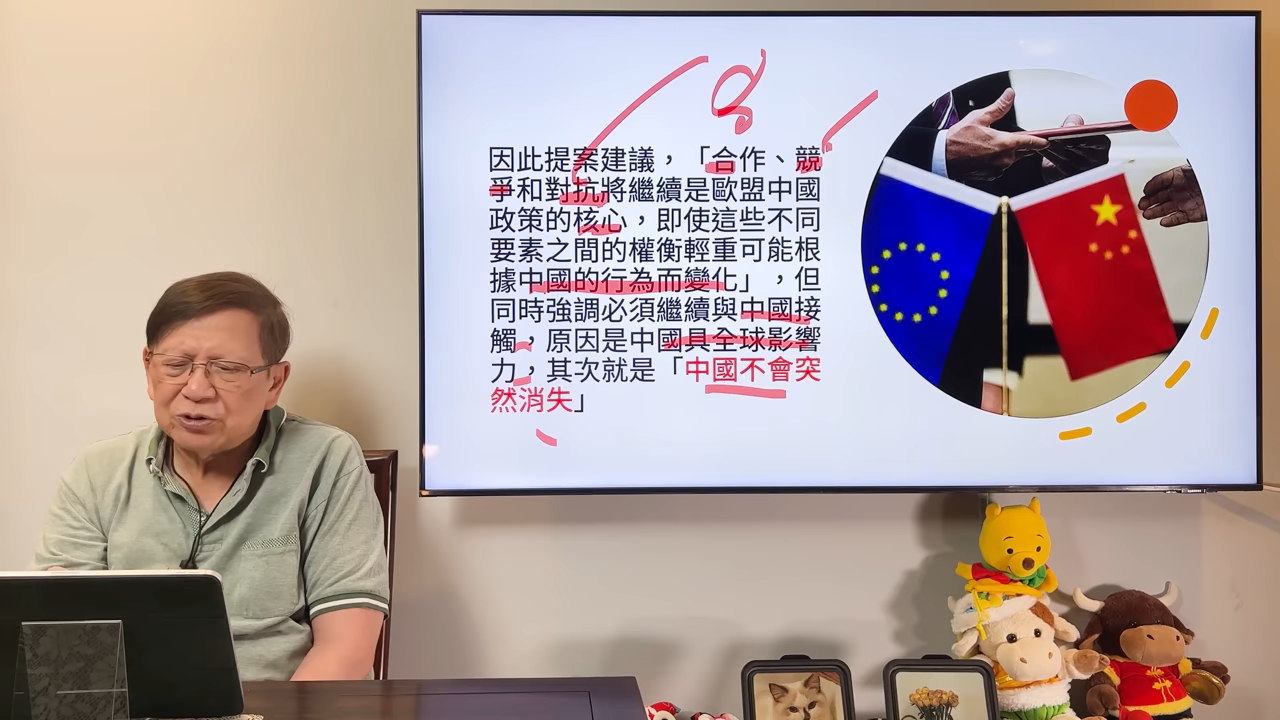 因此提案建議，「合作、競
爭和對抗將繼續是歐盟中國
政策的核心，即使這些不同
要素之間的權衡輕重可能根
據中國的行為而變化」，但
同時強調必須繼續與中國接
觸，原因是中國具全球影響
力，其次就是「中國不會突
然消失」